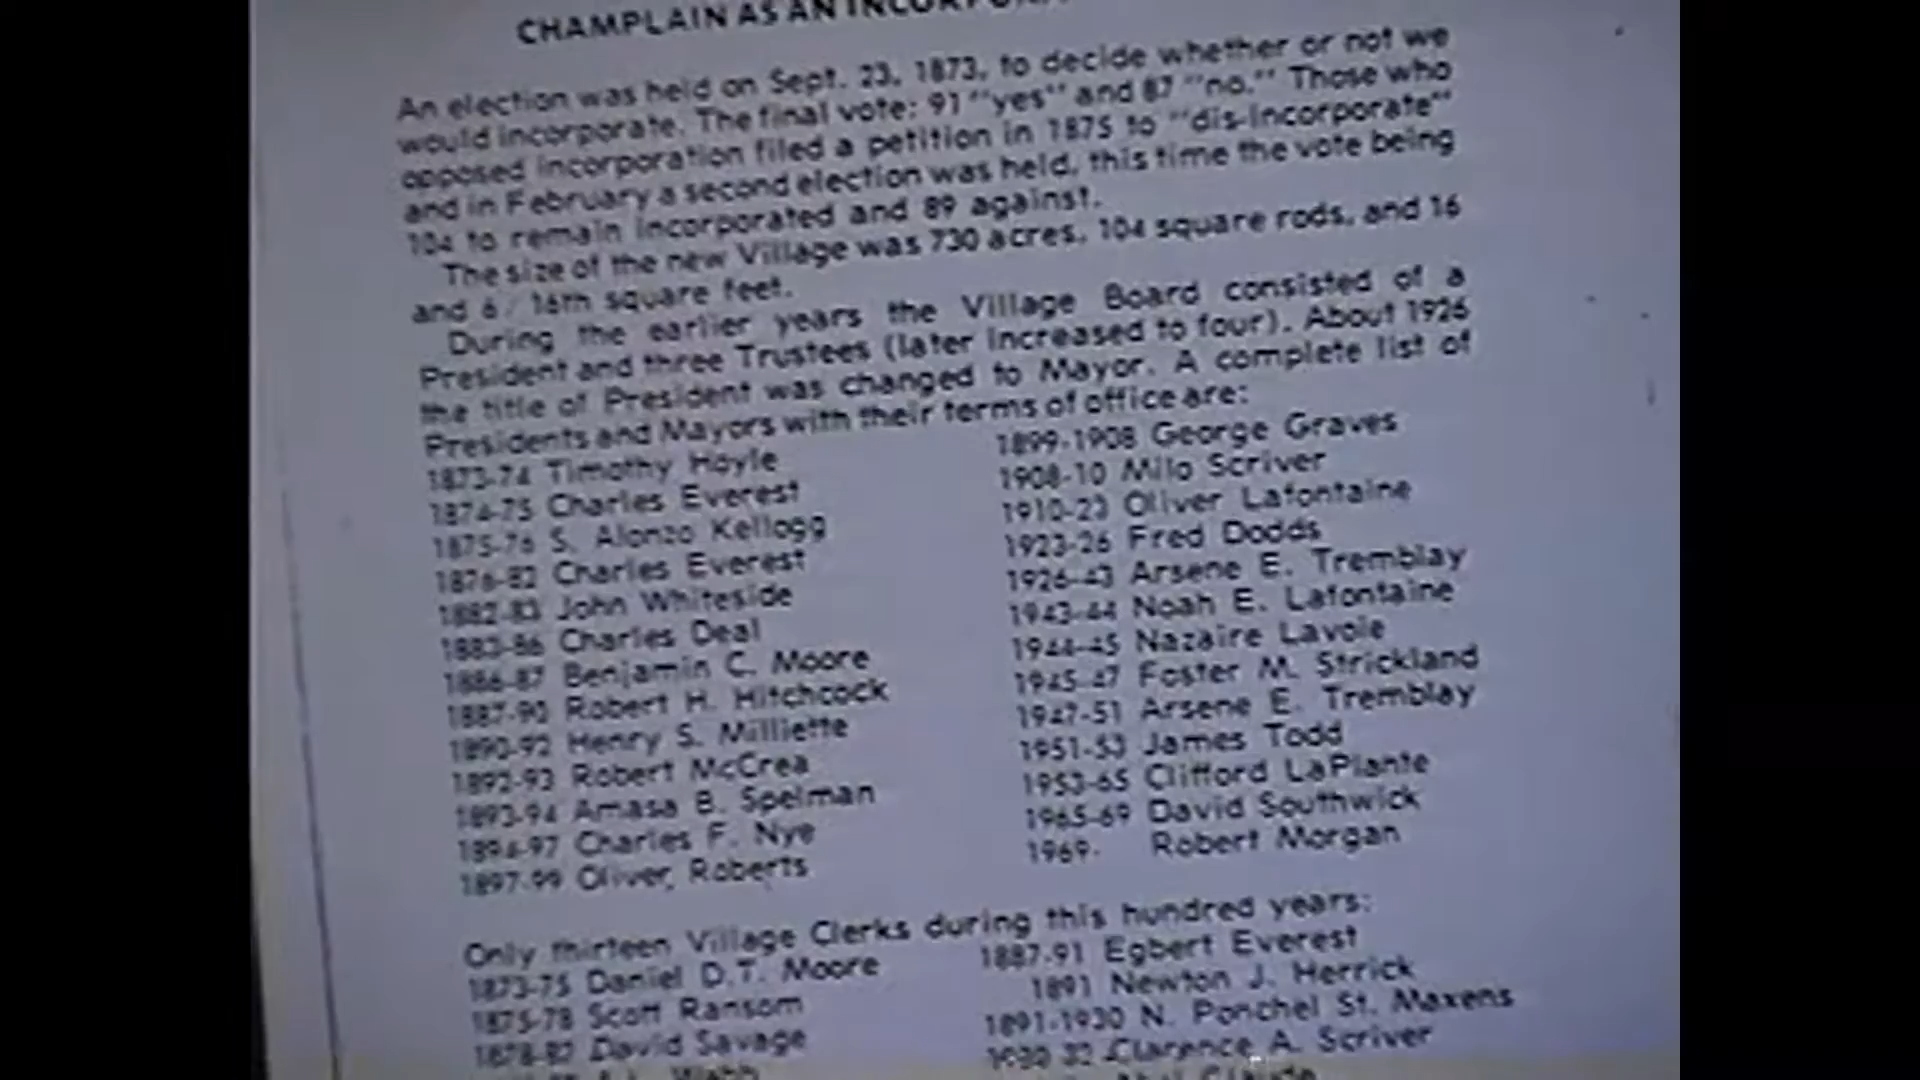 CHAMPLAIN AS AN
An election was held on Sept. 23, 1873, to decide whether or not we
would incorporate. The final vote: 91 "yes" and 87 "no." Those who
opposed incorporation filed a petition in 1875 to "dis-incorporate"
and in February a second election was held, this time the vote being
104 to remain incorporated and 89 against.
The size of the new Village was 730 acres, 104 square rods, and 16
and 6/16th square feet.
During the earlier years the Village Board consisted of a
President and three Trustees (later increased to four). About 1926
the title of President was changed to Mayor. A complete list of
Presidents and Mayors with their terms of office are:
1873-74 Timothy Hoyle
1874-75 Charles Everest
1875-76 S. Alonzo Kellogg
1876-82 Charles Everest
1882-83 John Whiteside
1883-86 Charles Deal
1886-87 Benjamin C. Moore
1887-90 Robert H. Hitchcock
1890-92 Henry S. Milliette
1892-93 Robert McCrea
1893-94 Amasa B. Spelman
1894-97 Charles F. Nye
1897-99 Oliver Roberts
1899-1908 George Graves
1908-10 Milo Scriver
1910-23 Oliver Lafontaine
1923-26 Fred Dodds
1926-43 Arsene E. Tremblay
1943-44 Noah E. Lafontaine
1944-45 Nazaire Lavoie
1945-47 Foster M. Strickland
1947-51 Arsene E. Tremblay
1951-53 James Todd
1953-65 Clifford LaPlante
1965-69 David Southwick
1969- Robert Morgan
Only thirteen Village Clerks during this hundred years:
1873-75 Daniel D.T. Moore
1875-78 Scott Ransom
1878-82 David Savage
1887-91 Egbert Everest
1891 Newton J. Herrick
1891-1930 N. Ponchel St. Maxens
1930-32 Clarence A. Scriver